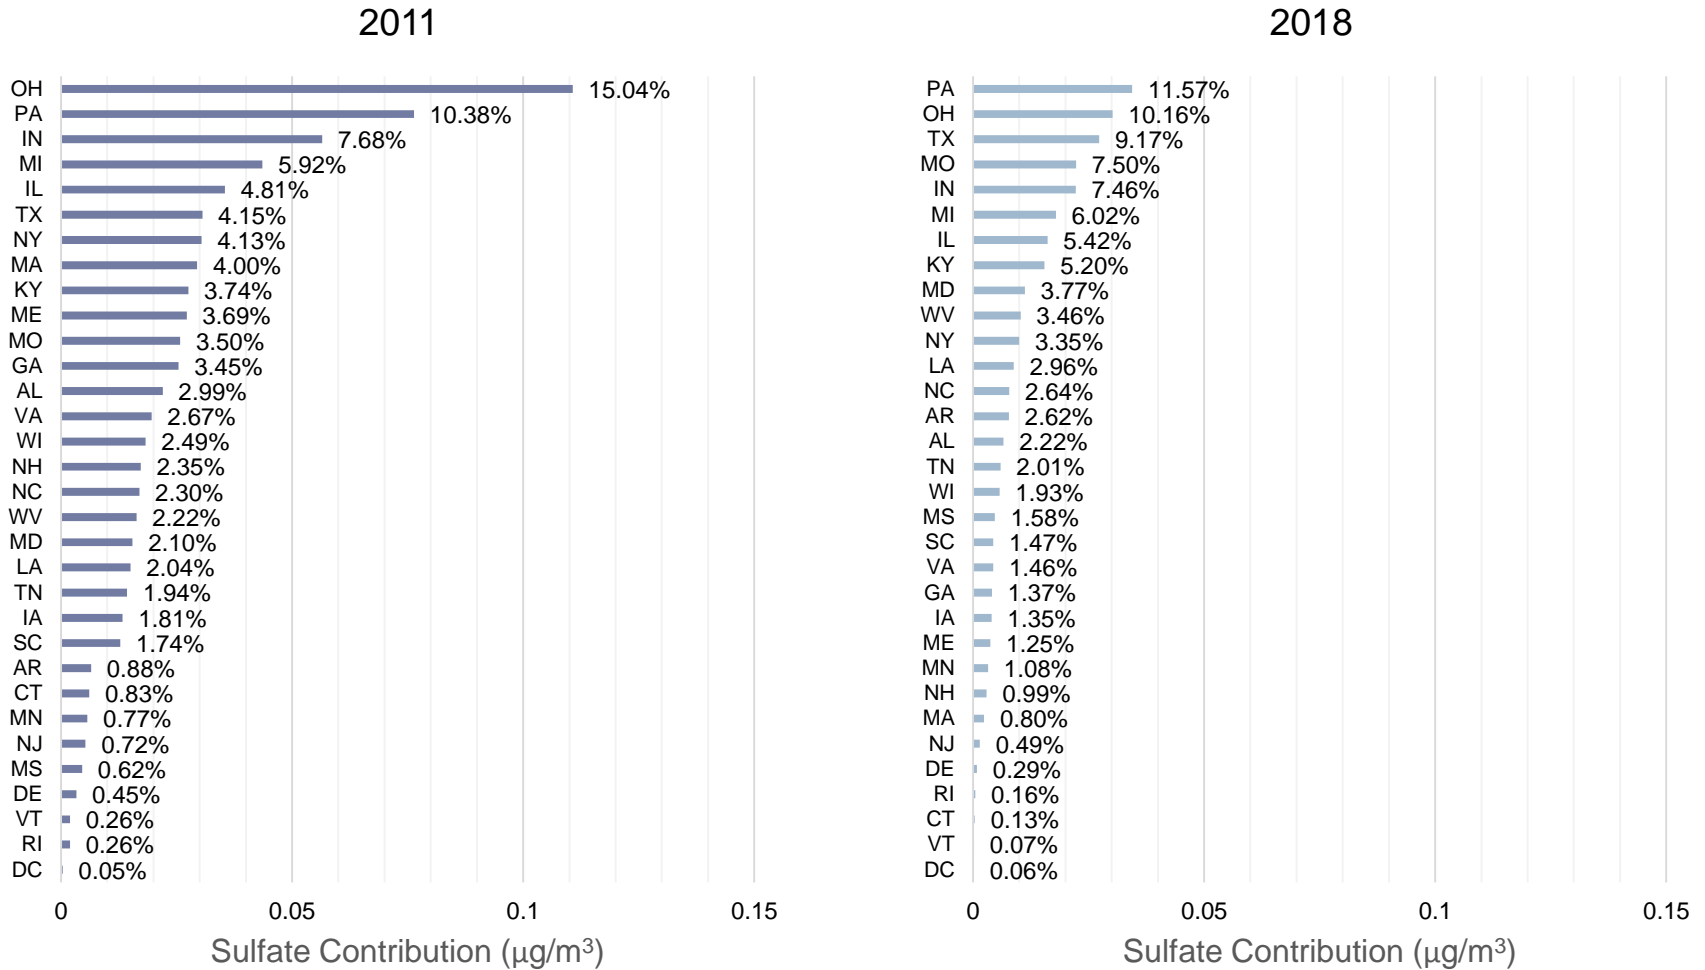 2011
OH 15.04%
PA 10.38%
IN 7.68%
MI 5.92%
IL 4.81%
TX 4.15%
NY 4.13%
MA 4.00%
KY 3.74%
ME 3.69%
MO 3.50%
GA 3.45%
AL 2.99%
VA 2.67%
WI 2.49%
NH 2.35%
NC 2.30%
WV 2.22%
MD 2.10%
LA 2.04%
TN 1.94%
IA 1.81%
SC 1.74%
AR 0.88%
CT 0.83%
MN 0.77%
NJ 0.72%
MS 0.62%
DE 0.45%
VT 0.26%
RI 0.26%
DC 0.05%
0 0.05 0.1 0.15
Sulfate Contribution (µg/m³)
2018
PA 11.57%
OH 10.16%
TX 9.17%
MO 7.50%
IN 7.46%
MI 6.02%
IL 5.42%
KY 5.20%
MD 3.77%
WV 3.46%
NY 3.35%
LA 2.96%
NC 2.64%
AR 2.62%
AL 2.22%
TN 2.01%
WI 1.93%
MS 1.58%
SC 1.47%
VA 1.46%
GA 1.37%
IA 1.35%
ME 1.25%
MN 1.08%
NH 0.99%
MA 0.80%
NJ 0.49%
DE 0.29%
RI 0.16%
CT 0.13%
VT 0.07%
DC 0.06%
0 0.05 0.1 0.15
Sulfate Contribution (µg/m³)